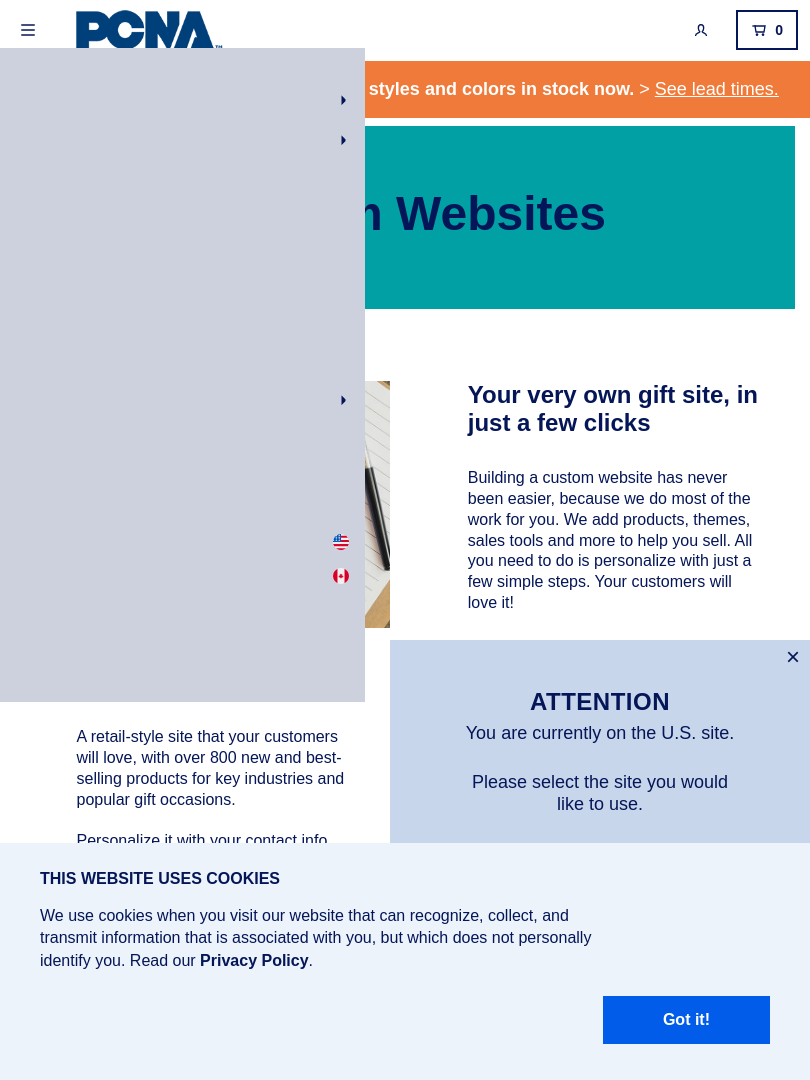 PCNA™
0
styles and colors in stock now. > See lead times.
Websites
Your very own gift site, in
just a few clicks
Building a custom website has never
been easier, because we do most of the
work for you. We add products, themes,
sales tools and more to help you sell. All
you need to do is personalize with just a
few simple steps. Your customers will
love it!
×
ATTENTION
You are currently on the U.S. site.
Please select the site you would
like to use.
A retail-style site that your customers
will love, with over 800 new and best-
selling products for key industries and
popular gift occasions.
Personalize it with your contact info
THIS WEBSITE USES COOKIES
We use cookies when you visit our website that can recognize, collect, and
transmit information that is associated with you, but which does not personally
identify you. Read our Privacy Policy.
Got it!